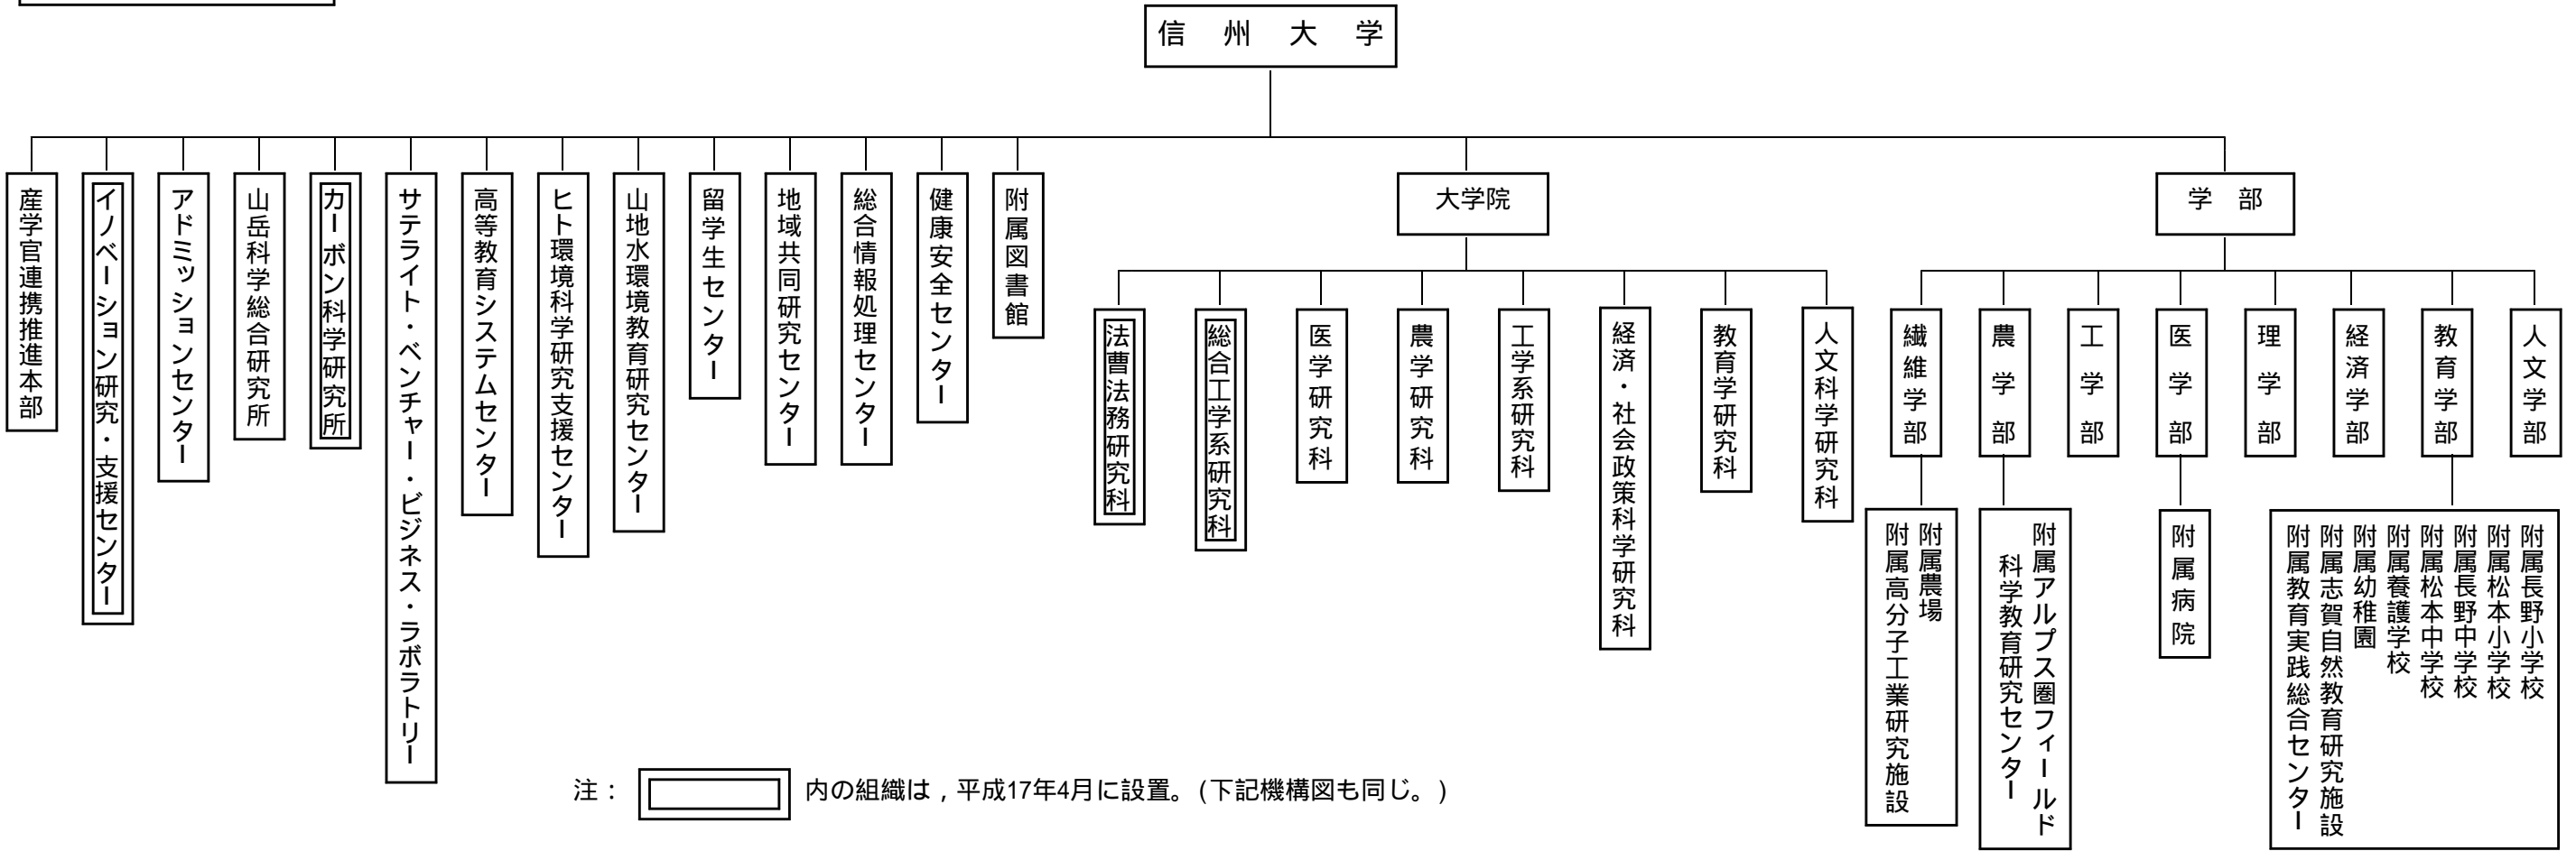 信州大学
産学官連携推進本部
イノベーション研究・支援センター
アドミッションセンター
山岳科学総合研究所
カーボン科学研究所
サテライト・ベンチャー・ビジネス・ラボラトリー
高等教育システムセンター
ヒト環境科学研究支援センター
山地水環境教育研究センター
留学生センター
地域共同研究センター
総合情報処理センター
健康安全センター
附属図書館
大学院
法曹法務研究科
総合工学系研究科
医学研究科
農学研究科
工学系研究科
経済・社会政策科学研究科
教育学研究科
人文科学研究科
学部
繊維学部
農学部
工学部
医学部
理学部
経済学部
教育学部
人文学部
附属農場
附属高分子工業研究施設
附属アルプス圏フィールド
科学教育研究センター
附属病院
附属長野小学校
附属松本小学校
附属長野中学校
附属松本中学校
附属養護学校
附属幼稚園
附属志賀自然教育研究施設
附属教育実践総合センター
注： 内の組織は，平成17年4月に設置。(下記機構図も同じ。)